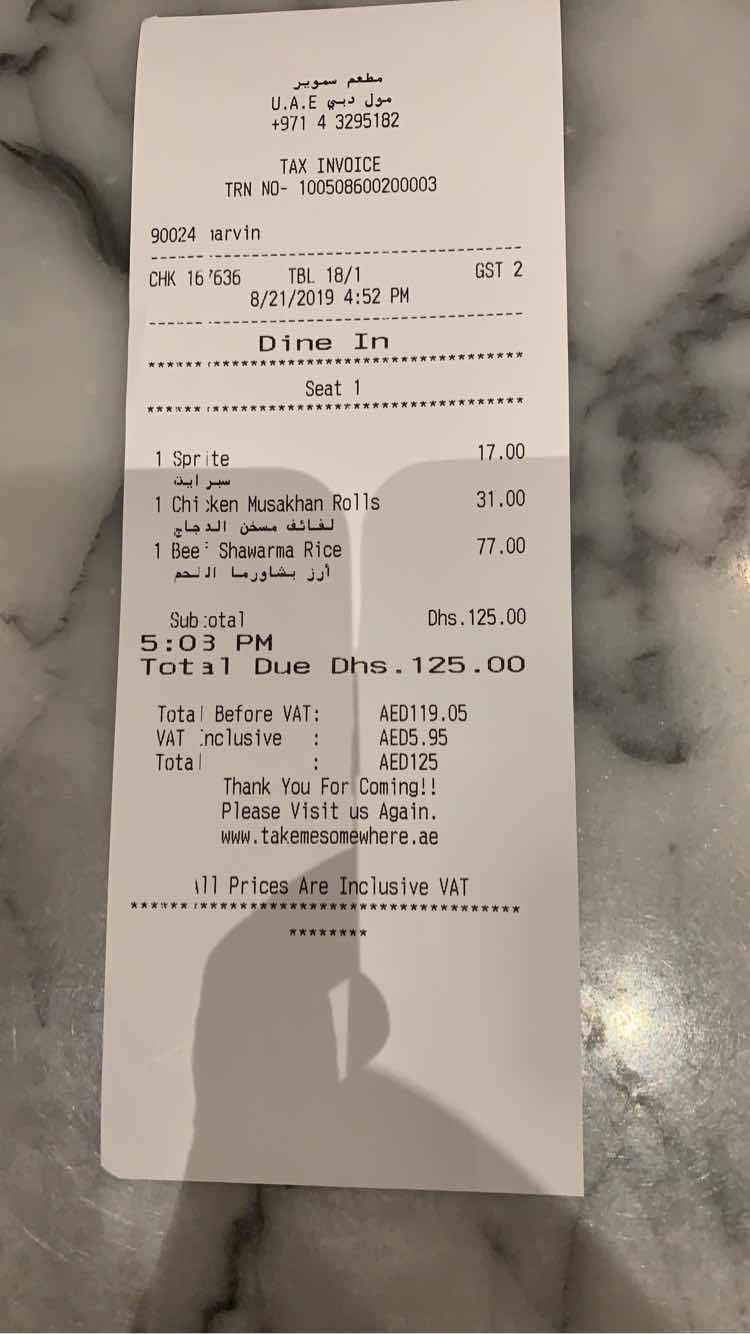 مطعم سموير
مول دبي U.A.E
+971 4 3295182
TAX INVOICE
TRN NO- 100508600200003
90024 arvin
CHK 167636 TBL 18/1 GST 2
8/21/2019 4:52 PM
Dine In
Seat 1
1 Sprite 17.00
سبرايت
1 Chicken Musakhan Rolls 31.00
لفائف مسخن الدجاج
1 Beef Shawarma Rice 77.00
أرز بشاورما النحم
Subtotal Dhs.125.00
5:03 PM
Total Due Dhs.125.00
Total Before VAT: AED119.05
VAT Inclusive : AED5.95
Total : AED125
Thank You For Coming!!
Please Visit us Again.
www.takemesomewhere.ae
All Prices Are Inclusive VAT